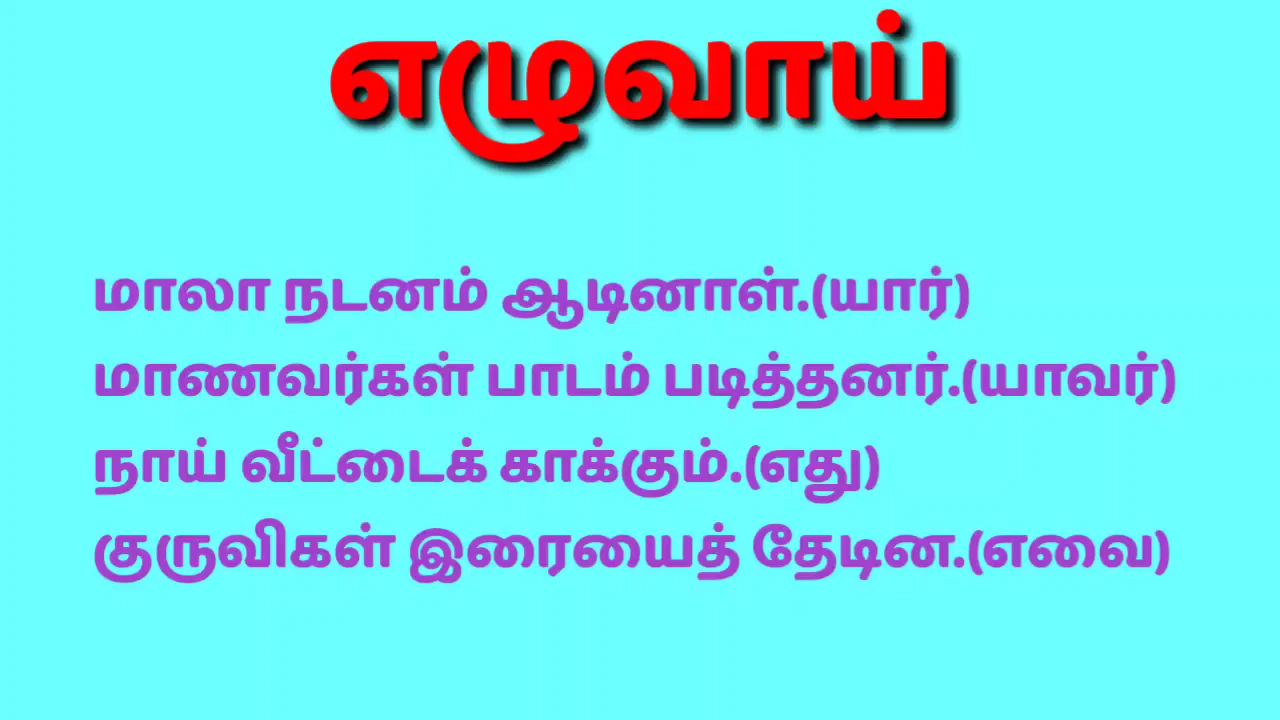 எழுவாய்
மாலா நடனம் ஆடினாள்.(யார்)
மாணவர்கள் பாடம் படித்தனர்.(யாவர்)
நாய் வீட்டைக் காக்கும்.(எது)
குருவிகள் இரையைத் தேடின.(எவை)